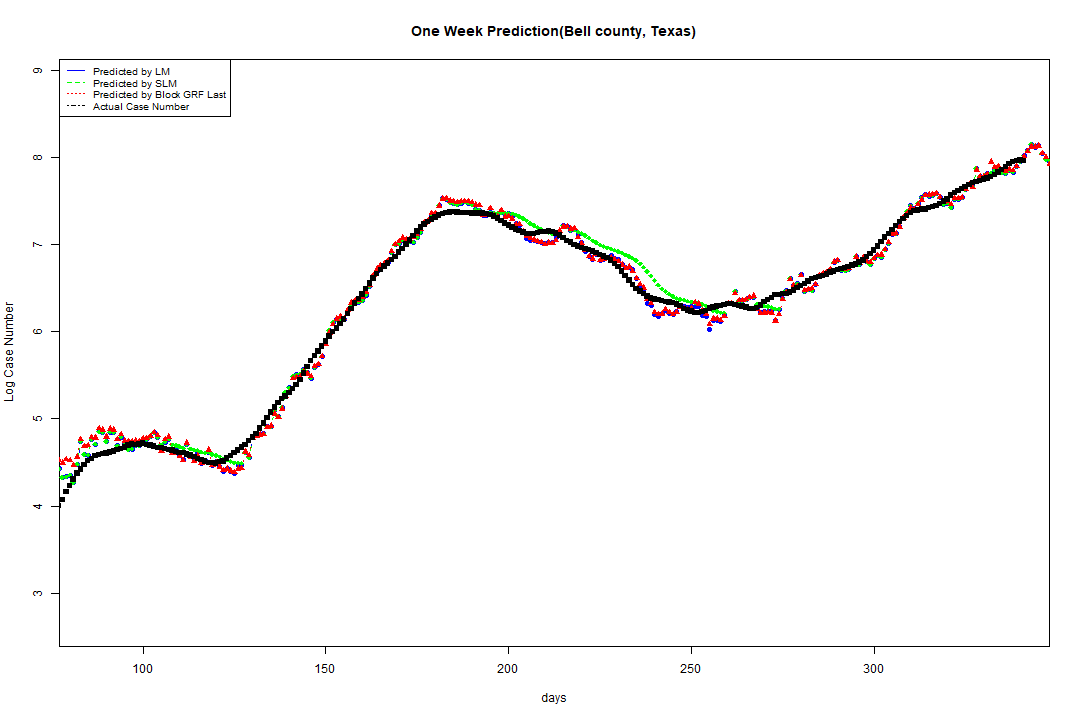 One Week Prediction(Bell county, Texas)
Predicted by LM
Predicted by SLM
Predicted by Block GRF Last
Actual Case Number
9
8
7
6
5
4
3
Log Case Number
100 150 200 250 300
days